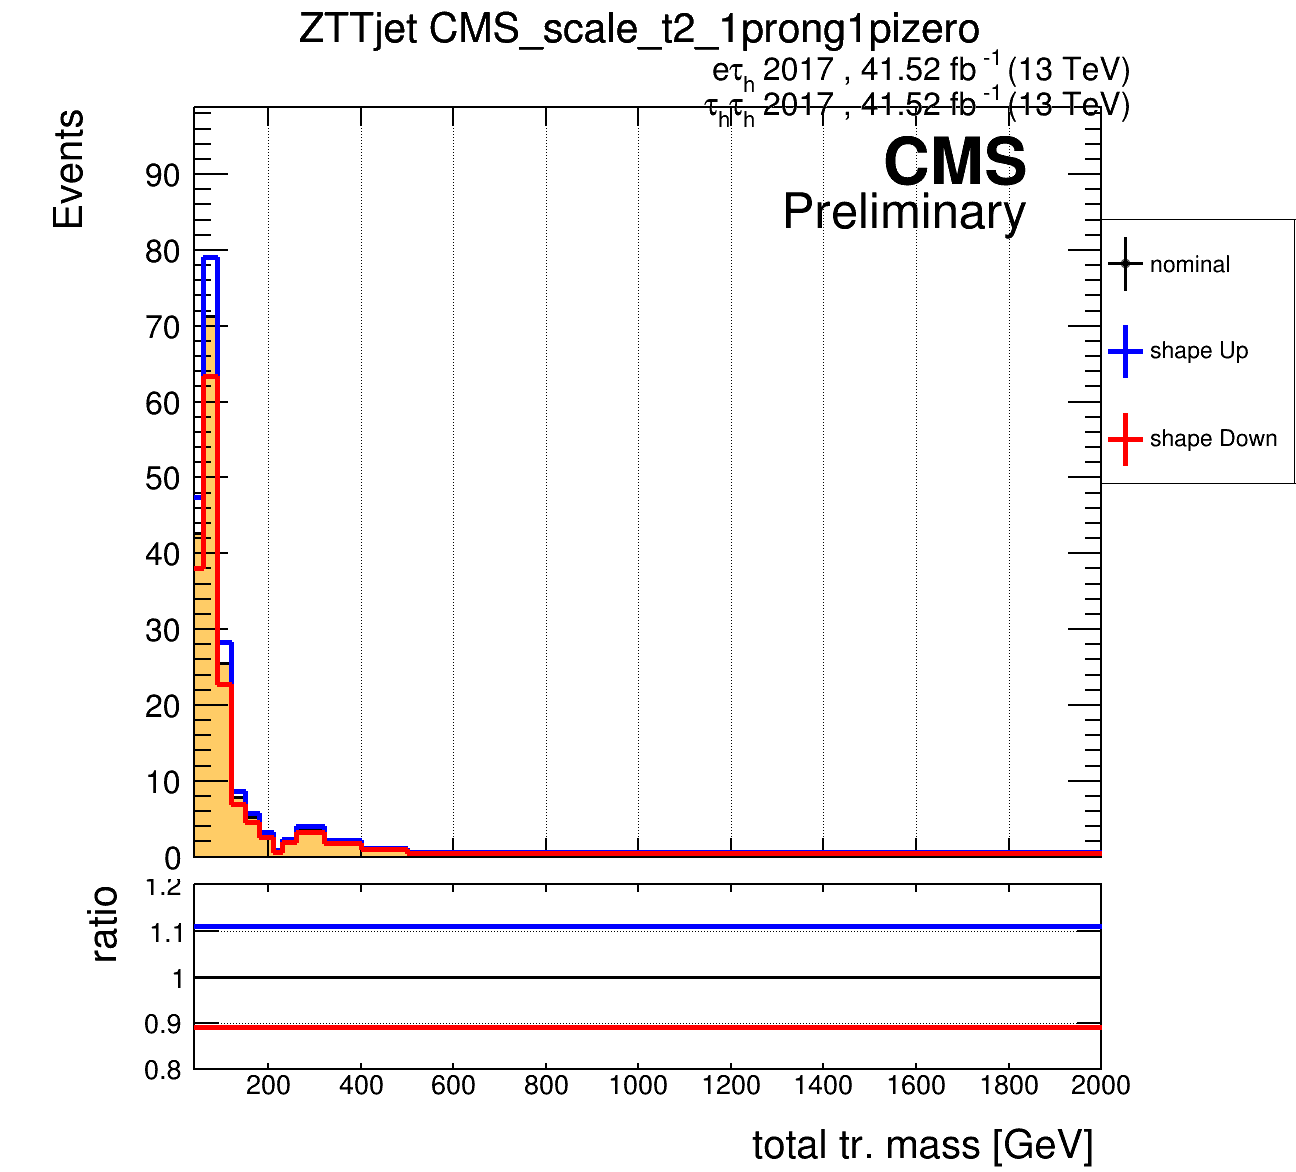 ZTTjet CMS_scale_t2_1prong1pizero
eτh 2017 , 41.52 fb -1 (13 TeV)
τhτh 2017 , 41.52 fb -1 (13 TeV)
CMS
Preliminary
Events
90
80
70
60
50
40
30
20
10
0
nominal
shape Up
shape Down
ratio
1.2
1.1
1
0.9
0.8
200 400 600 800 1000 1200 1400 1600 1800 2000
total tr. mass [GeV]